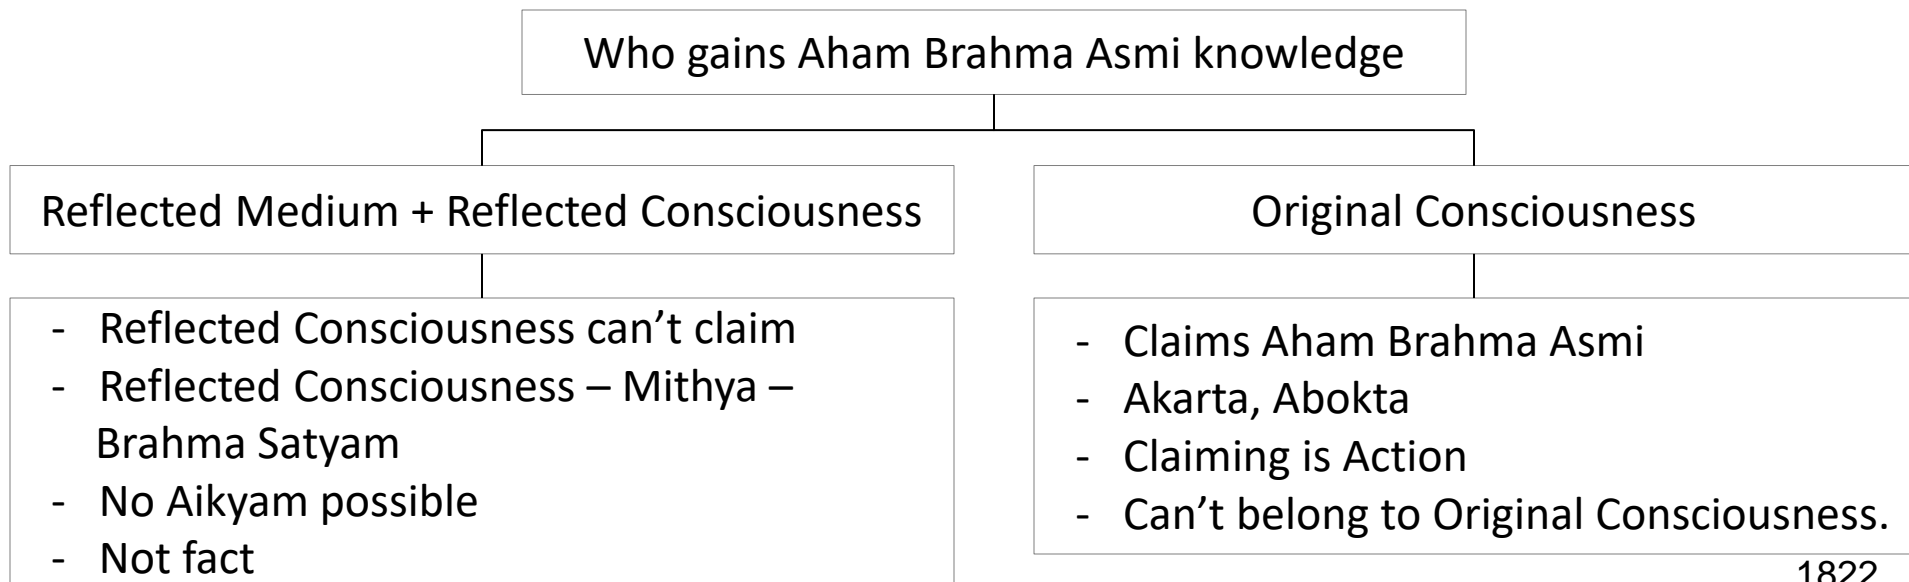 Who gains Aham Brahma Asmi knowledge
Reflected Medium + Reflected Consciousness
Original Consciousness
- Reflected Consciousness can’t claim
- Reflected Consciousness – Mithya –
Brahma Satyam
- No Aikyam possible
- Not fact
- Claims Aham Brahma Asmi
- Akarta, Abokta
- Claiming is Action
- Can’t belong to Original Consciousness.
1822